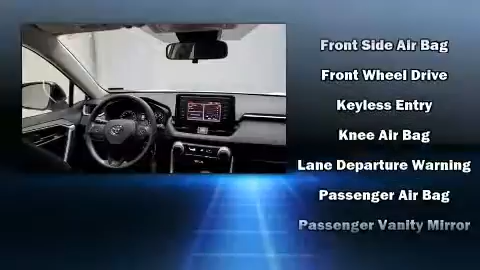 Front Side Air Bag
Front Wheel Drive
Keyless Entry
Knee Air Bag
Lane Departure Warning
Passenger Air Bag
Passenger Vanity Mirror